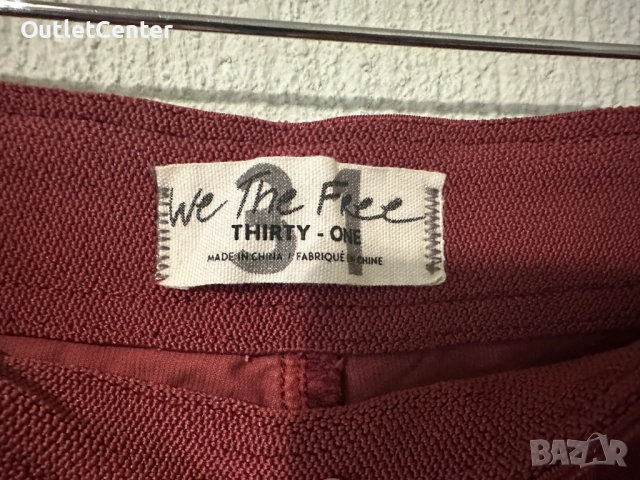 OutletCenter
31
We The Free
THIRTY - ONE
MADE IN CHINA / FABRIQUÉ EN CHINE
BAZAR